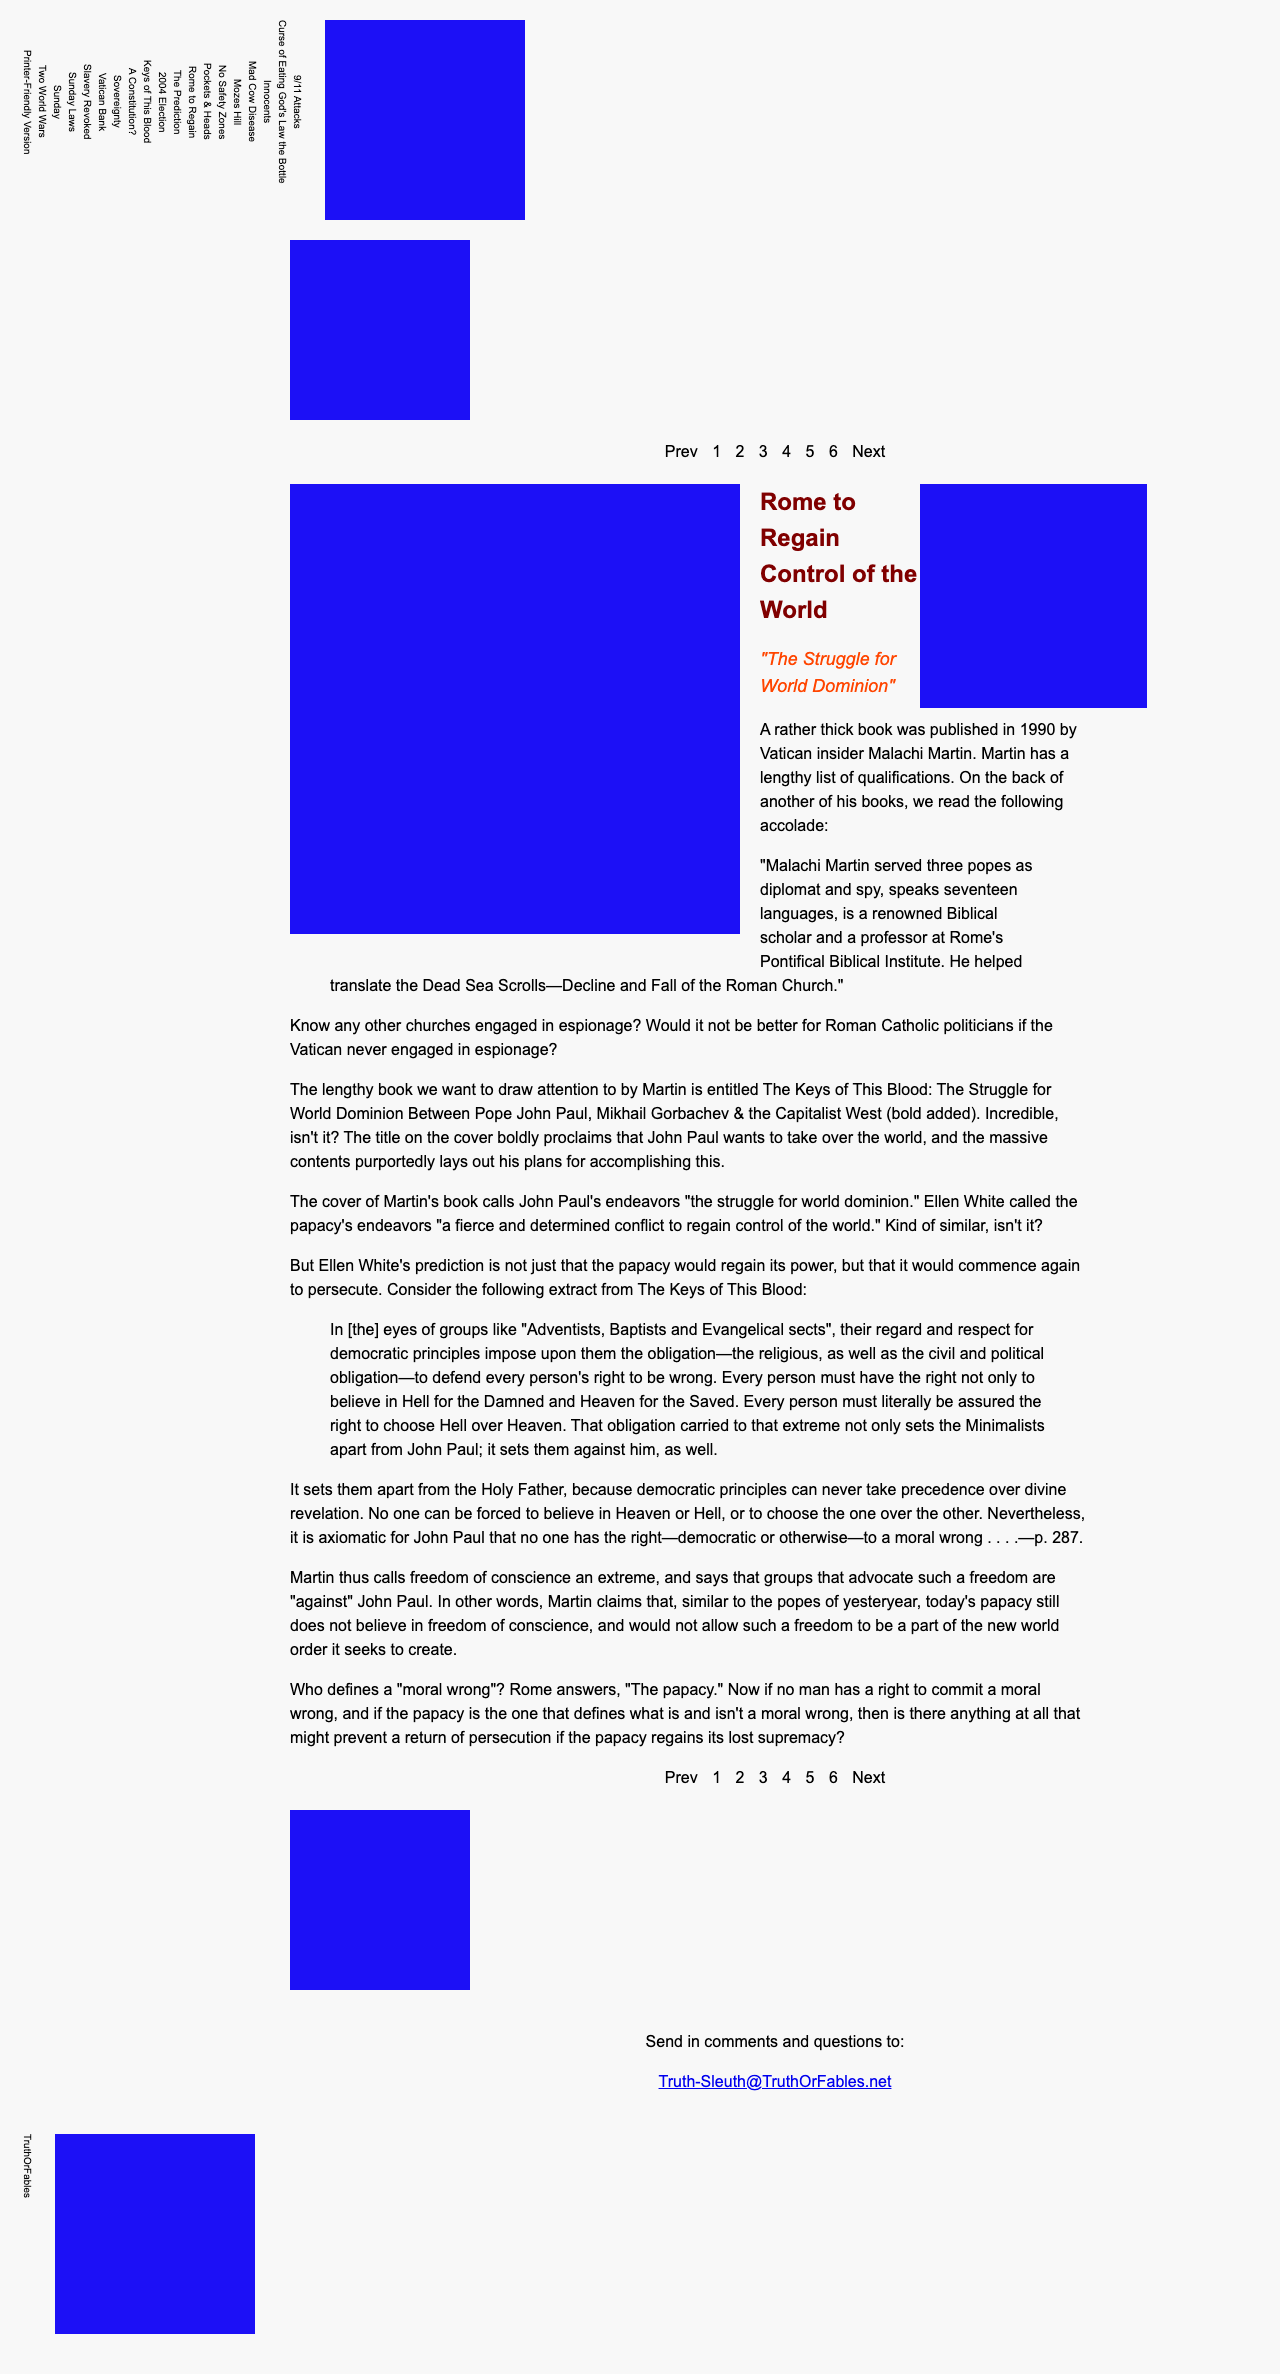 9/11 Attacks
Curse of Eating God's Law the Bottle
Innocents
Mad Cow Disease
Mozes Hill
No Safety Zones
Pockets & Heads
Rome to Regain
The Prediction
2004 Election
Keys of This Blood
A Constitution?
Sovereignty
Vatican Bank
Slavery Revoked
Sunday Laws
Sunday
Two World Wars
Printer-Friendly Version
Prev 1 2 3 4 5 6 Next
Rome to
Regain
Control of the
World
"The Struggle for
World Dominion"
A rather thick book was published in 1990 by
Vatican insider Malachi Martin. Martin has a
lengthy list of qualifications. On the back of
another of his books, we read the following
accolade:
"Malachi Martin served three popes as
diplomat and spy, speaks seventeen
languages, is a renowned Biblical
scholar and a professor at Rome's
Pontifical Biblical Institute. He helped
translate the Dead Sea Scrolls—Decline and Fall of the Roman Church."
Know any other churches engaged in espionage? Would it not be better for Roman Catholic politicians if the
Vatican never engaged in espionage?
The lengthy book we want to draw attention to by Martin is entitled The Keys of This Blood: The Struggle for
World Dominion Between Pope John Paul, Mikhail Gorbachev & the Capitalist West (bold added). Incredible,
isn't it? The title on the cover boldly proclaims that John Paul wants to take over the world, and the massive
contents purportedly lays out his plans for accomplishing this.
The cover of Martin's book calls John Paul's endeavors "the struggle for world dominion." Ellen White called the
papacy's endeavors "a fierce and determined conflict to regain control of the world." Kind of similar, isn't it?
But Ellen White's prediction is not just that the papacy would regain its power, but that it would commence again
to persecute. Consider the following extract from The Keys of This Blood:
In [the] eyes of groups like "Adventists, Baptists and Evangelical sects", their regard and respect for
democratic principles impose upon them the obligation—the religious, as well as the civil and political
obligation—to defend every person's right to be wrong. Every person must have the right not only to
believe in Hell for the Damned and Heaven for the Saved. Every person must literally be assured the
right to choose Hell over Heaven. That obligation carried to that extreme not only sets the Minimalists
apart from John Paul; it sets them against him, as well.
It sets them apart from the Holy Father, because democratic principles can never take precedence over divine
revelation. No one can be forced to believe in Heaven or Hell, or to choose the one over the other. Nevertheless,
it is axiomatic for John Paul that no one has the right—democratic or otherwise—to a moral wrong . . . .—p. 287.
Martin thus calls freedom of conscience an extreme, and says that groups that advocate such a freedom are
"against" John Paul. In other words, Martin claims that, similar to the popes of yesteryear, today's papacy still
does not believe in freedom of conscience, and would not allow such a freedom to be a part of the new world
order it seeks to create.
Who defines a "moral wrong"? Rome answers, "The papacy." Now if no man has a right to commit a moral
wrong, and if the papacy is the one that defines what is and isn't a moral wrong, then is there anything at all that
might prevent a return of persecution if the papacy regains its lost supremacy?
Prev 1 2 3 4 5 6 Next
Send in comments and questions to:
Truth-Sleuth@TruthOrFables.net
TruthOrFables